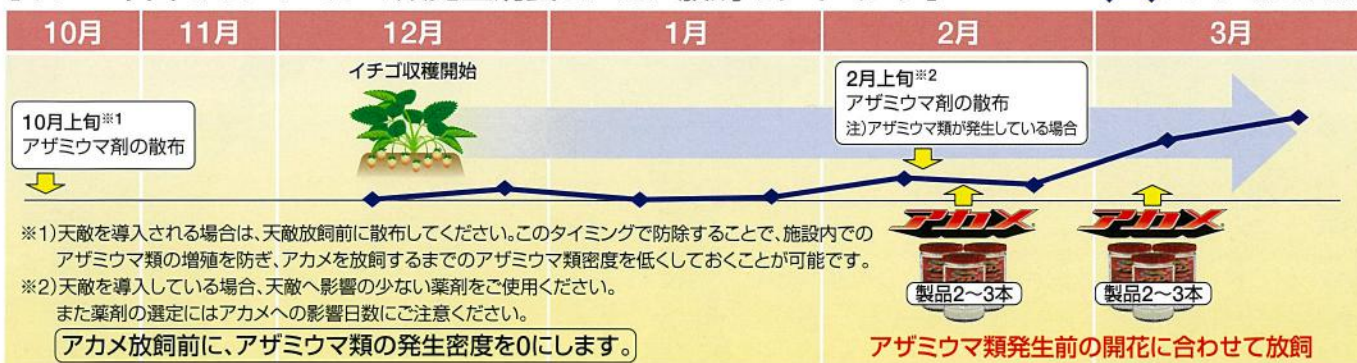 10月 11月 12月 1月 2月 3月
イチゴ収穫開始
10月上旬※1
アザミウマ剤の散布
2月上旬※2
アザミウマ剤の散布
注)アザミウマ類が発生している場合
アカメ アカメ
製品2～3本 製品2～3本
※1)天敵を導入される場合は、天敵放飼前に散布してください。このタイミングで防除することで、施設内での
アザミウマ類の増殖を防ぎ、アカメを放飼するまでのアザミウマ類密度を低くしておくことが可能です。
※2)天敵を導入している場合、天敵へ影響の少ない薬剤をご使用ください。
また薬剤の選定にはアカメへの影響日数にご注意ください。
アカメ放飼前に、アザミウマ類の発生密度を0にします。
アザミウマ類発生前の開花に合わせて放飼